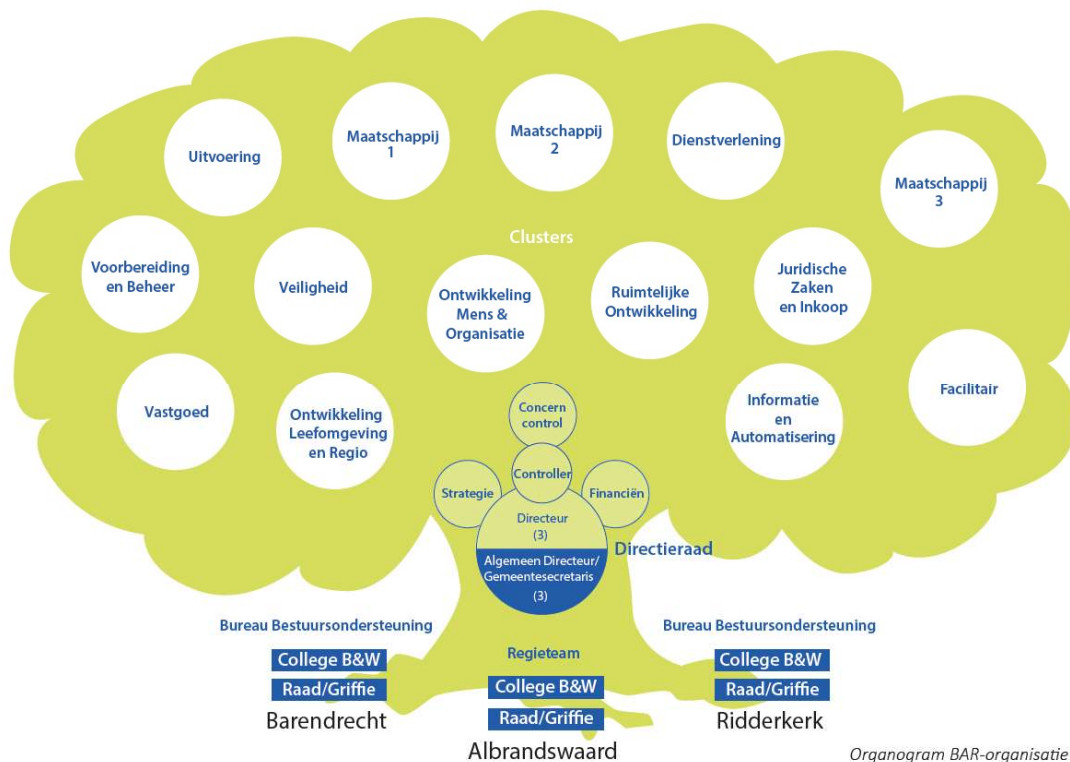 Uitvoering
Maatschappij
1
Maatschappij
2
Dienstverlening
Maatschappij
3
Clusters
Voorbereiding
en Beheer
Veiligheid
Ontwikkeling
Mens &
Organisatie
Ruimtelijke
Ontwikkeling
Juridische
Zaken
en Inkoop
Vastgoed
Ontwikkeling
Leefomgeving
en Regio
Informatie
en
Automatisering
Facilitair
Concern
control
Controller
Strategie
Financiën
Directeur
(3)
Directieraad
Algemeen Directeur/
Gemeentesecretaris
(3)
Bureau Bestuursondersteuning
College B&W
Raad/Griffie
Barendrecht
Regieteam
College B&W
Raad/Griffie
Albrandswaard
Bureau Bestuursondersteuning
College B&W
Raad/Griffie
Ridderkerk
Organogram BAR-organisatie